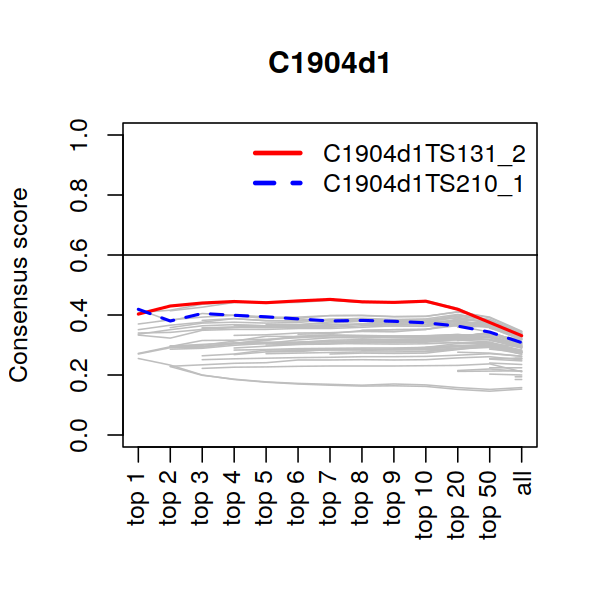 C1904d1
C1904d1TS131_2
C1904d1TS210_1
Consensus score
1.0
0.8
0.6
0.4
0.2
0.0
top 1
top 2
top 3
top 4
top 5
top 6
top 7
top 8
top 9
top 10
top 20
top 50
all